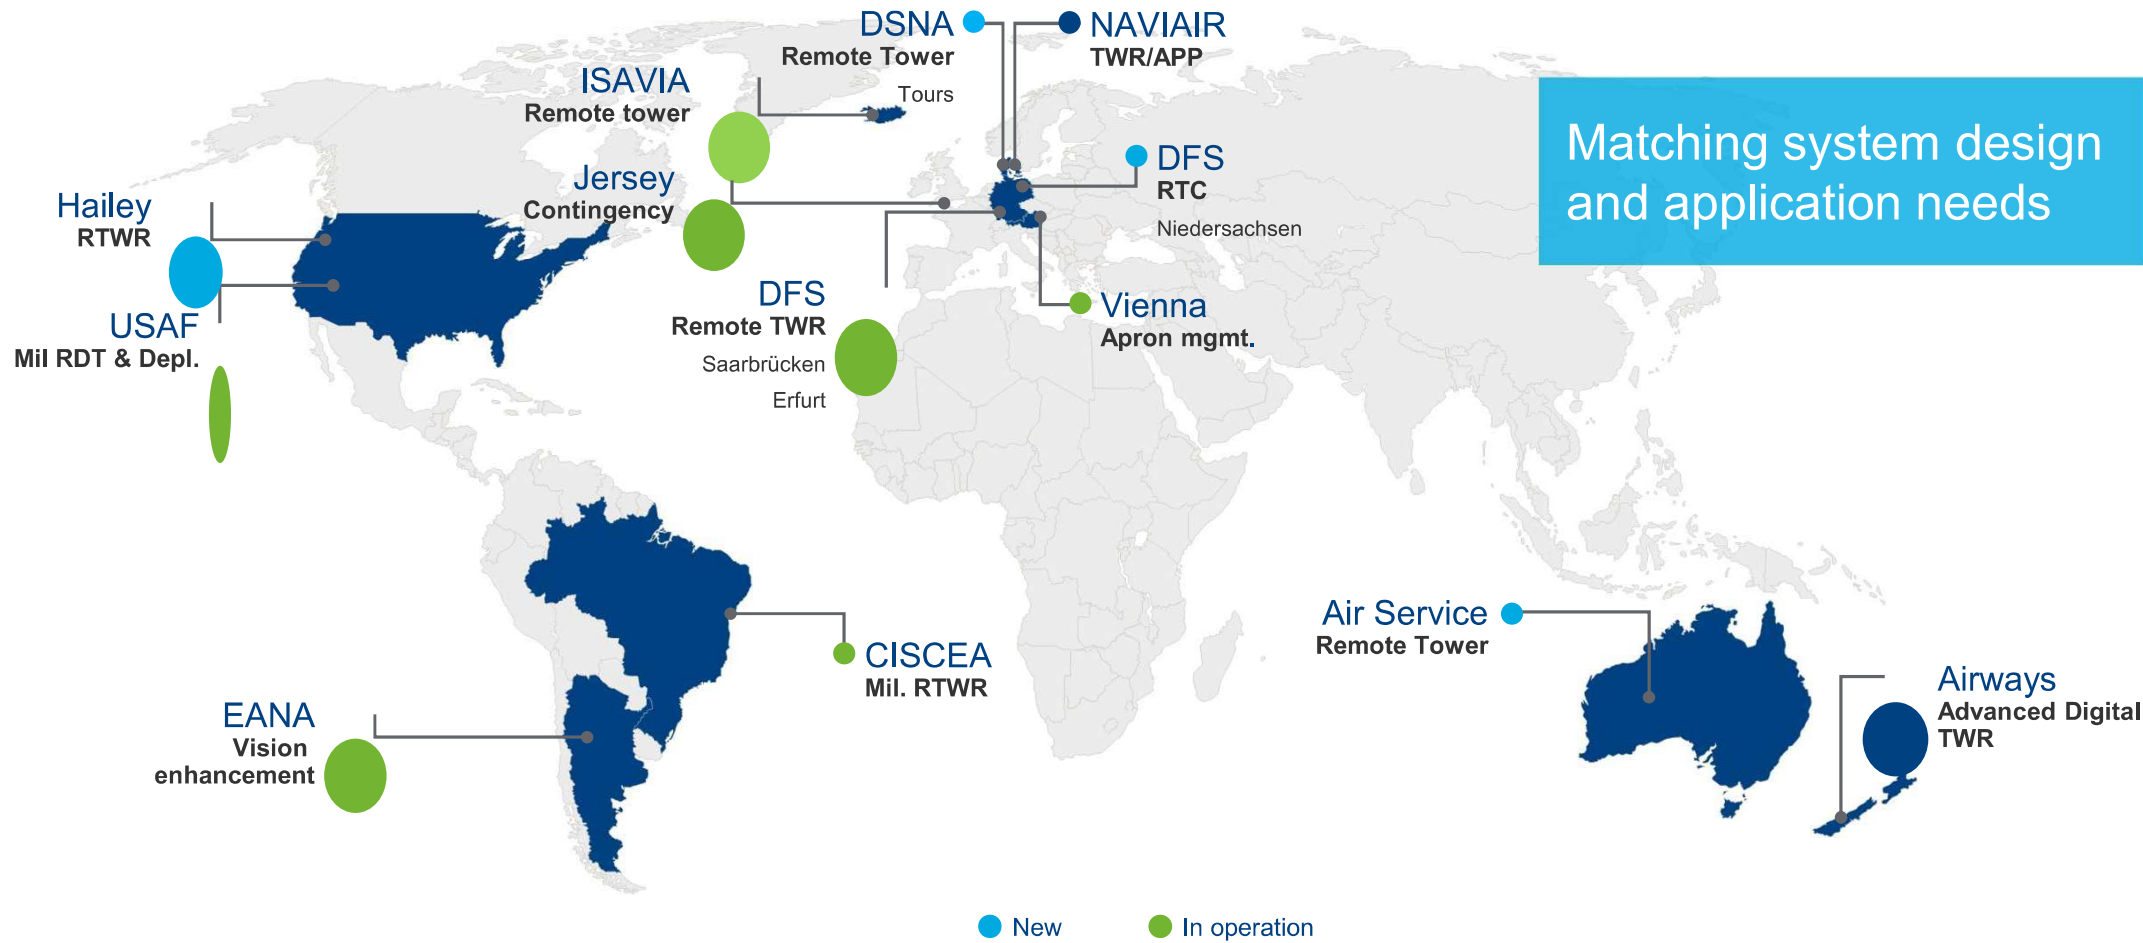 DSNA
Remote Tower
Tours
NAVIAIR
TWR/APP
ISAVIA
Remote tower
Matching system design
and application needs
DFS
RTC
Niedersachsen
Jersey
Contingency
Hailey
RTWR
USAF
Mil RDT & Depl.
DFS
Remote TWR
Saarbrücken
Erfurt
Vienna
Apron mgmt.
Air Service
Remote Tower
CISCEA
Mil. RTWR
Airways
Advanced Digital
TWR
EANA
Vision
enhancement
New
In operation